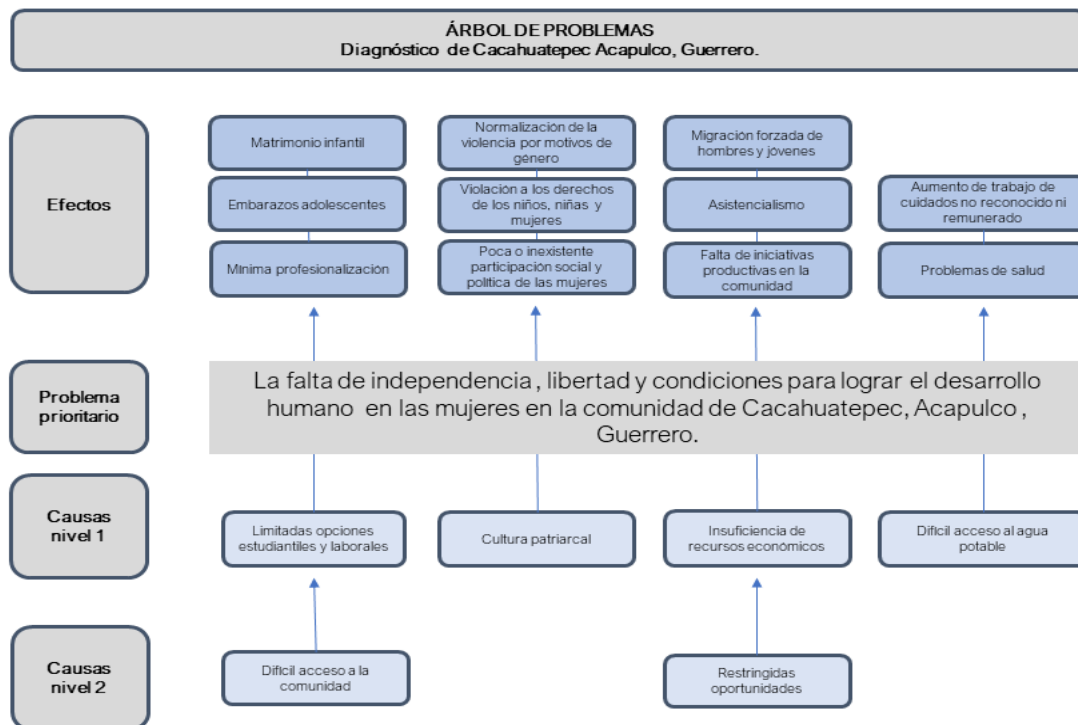 ÁRBOL DE PROBLEMAS
Diagnóstico de Cacahuatepec Acapulco, Guerrero.
Efectos
Matrimonio infantil
Embarazos adolescentes
Mínima profesionalización
Normalización de la
violencia por motivos de
género
Violación a los derechos
de los niños, niñas y
mujeres
Poca o inexistente
participación social y
política de las mujeres
Migración forzada de
hombres y jóvenes
Asistencialismo
Falta de iniciativas
productivas en la
comunidad
Aumento de trabajo de
cuidados no reconocido ni
remunerado
Problemas de salud
Problema
prioritario
La falta de independencia , libertad y condiciones para lograr el desarrollo
humano en las mujeres en la comunidad de Cacahuatepec, Acapulco ,
Guerrero.
Causas
nivel 1
Limitadas opciones
estudiantiles y laborales
Cultura patriarcal
Insuficiencia de
recursos económicos
Difícil acceso al agua
potable
Causas
nivel 2
Difícil acceso a la
comunidad
Restringidas
oportunidades